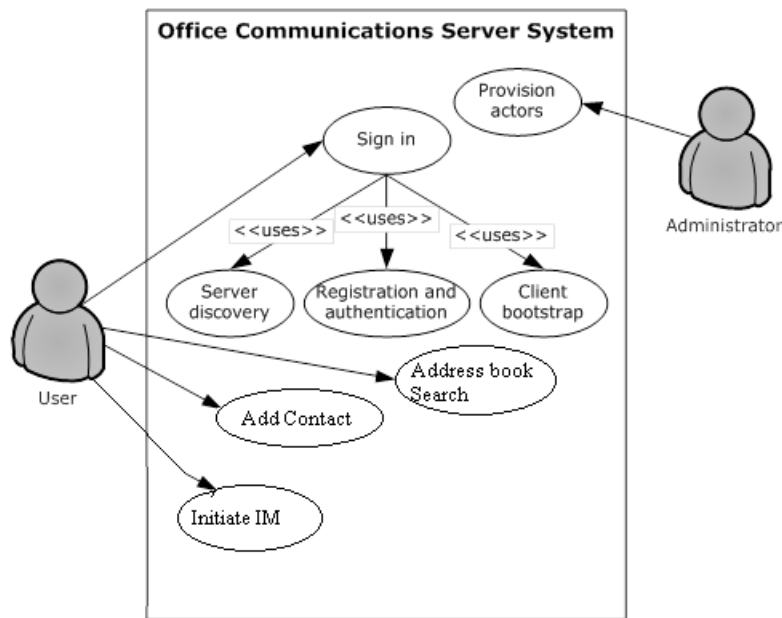 Office Communications Server System
Provision
actors
Sign in
Administrator
<<uses>>
<<uses>>
<<uses>>
Server
discovery
Registration and
authentication
Client
bootstrap
User
Address book
Search
Add Contact
Initiate IM